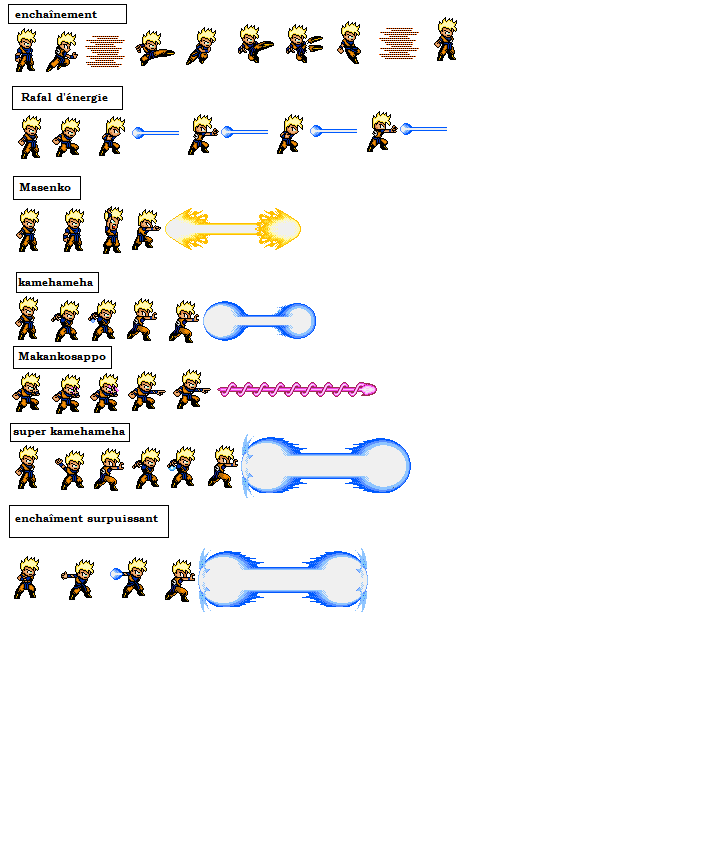 enchaînement
Rafal d'énergie
Masenko
kamehameha
Makankosappo
super kamehameha
enchaîment surpuissant